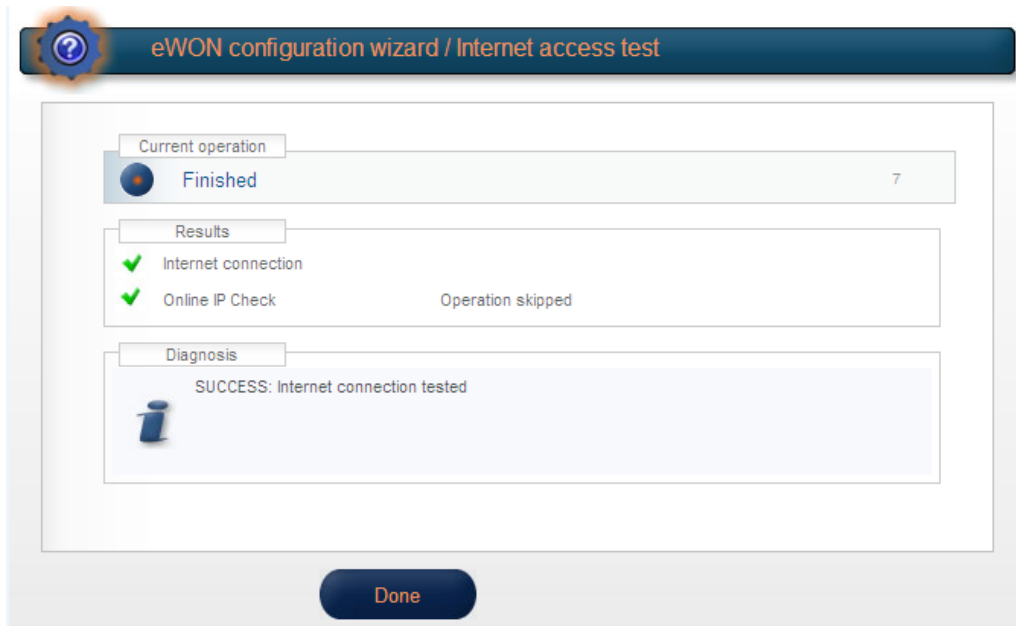 eWON configuration wizard / Internet access test
Current operation
Finished 7
Results
Internet connection
Online IP Check Operation skipped
Diagnosis
SUCCESS: Internet connection tested
Done